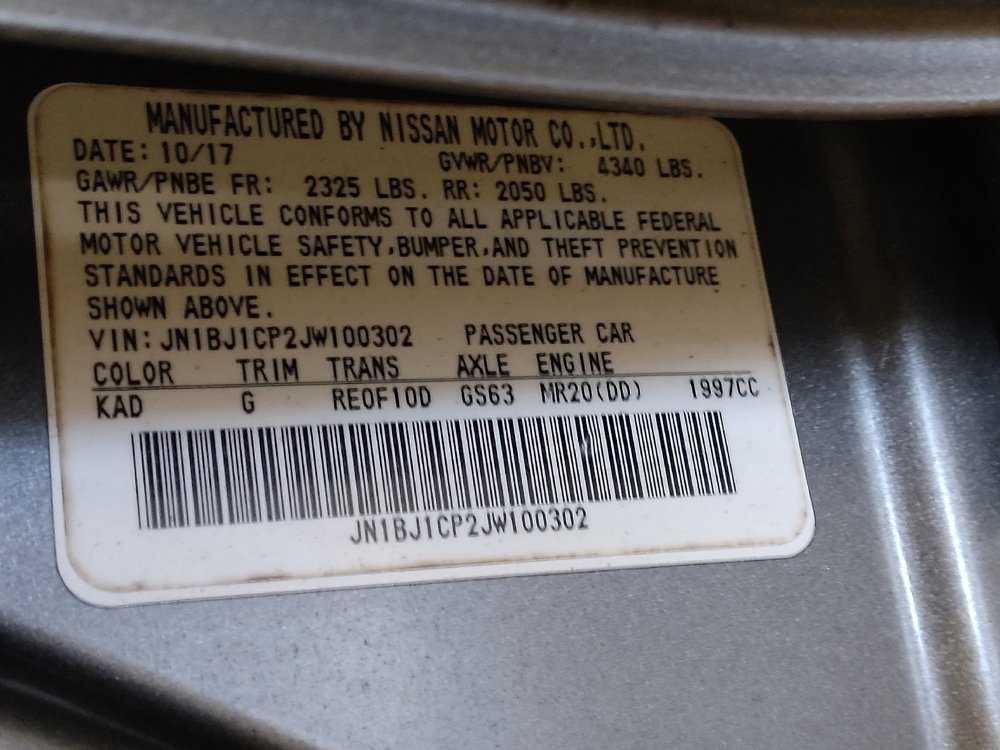 MANUFACTURED BY NISSAN MOTOR CO.,LTD.
DATE: 10/17 GVWR/PNBV: 4340 LBS.
GAWR/PNBE FR: 2325 LBS. RR: 2050 LBS.
THIS VEHICLE CONFORMS TO ALL APPLICABLE FEDERAL
MOTOR VEHICLE SAFETY,BUMPER,AND THEFT PREVENTION
STANDARDS IN EFFECT ON THE DATE OF MANUFACTURE
SHOWN ABOVE.
VIN: JN1BJ1CP2JW100302 PASSENGER CAR
COLOR TRIM TRANS AXLE ENGINE
KAD G RE0F10D GS63 MR20(DD) 1997CC
JN1BJ1CP2JW100302